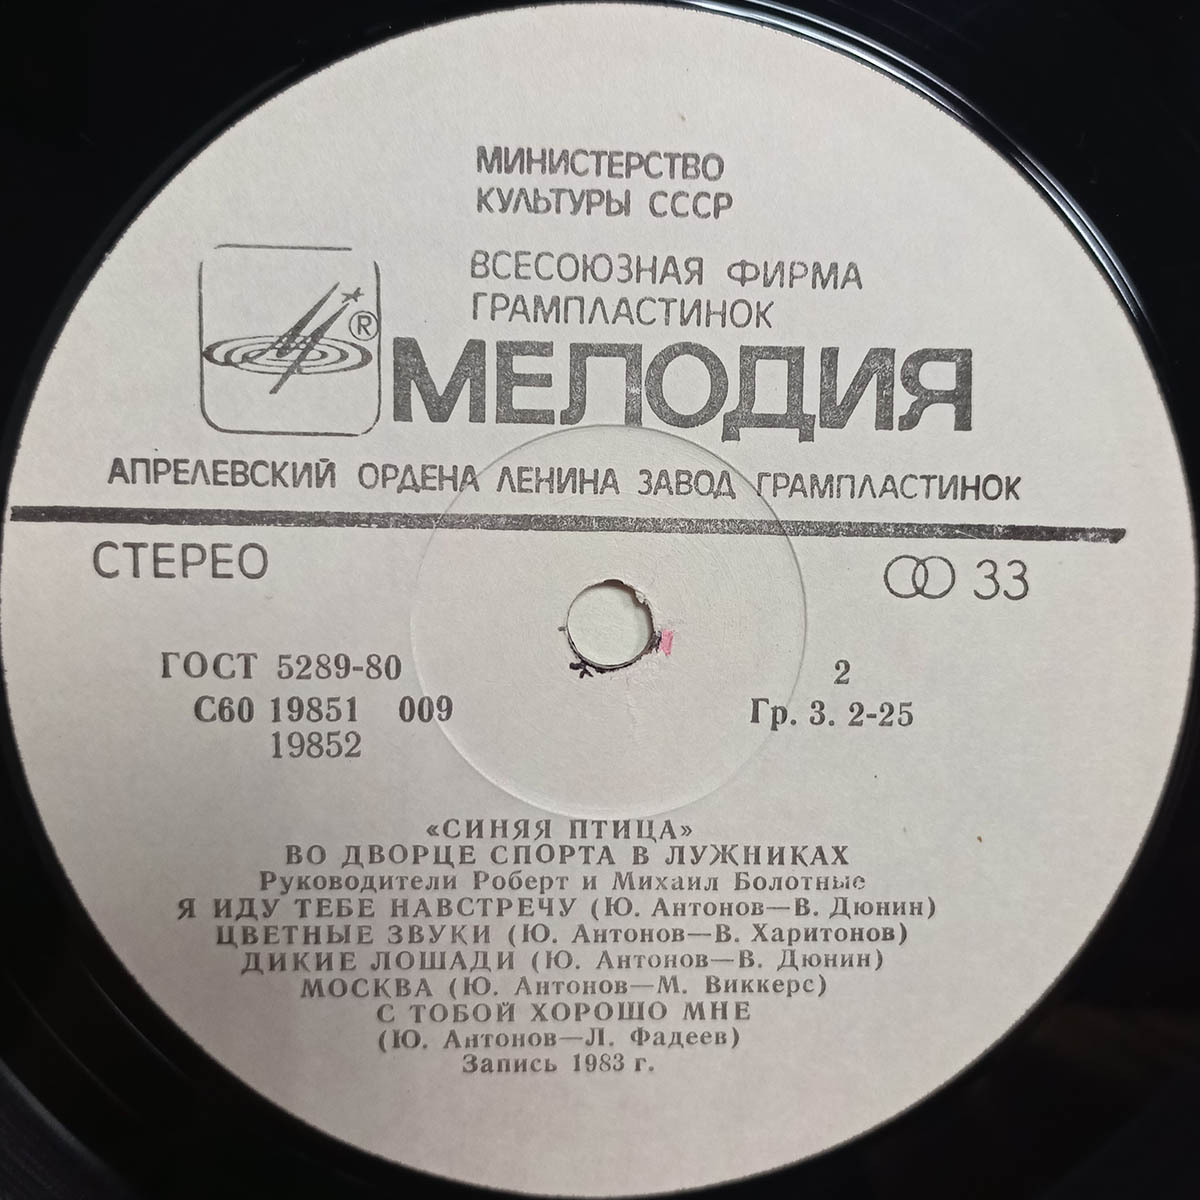 МИНИСТЕРСТВО
КУЛЬТУРЫ СССР
ВСЕСОЮЗНАЯ ФИРМА
ГРАМПЛАСТИНОК
®
МЕЛОДИЯ
АПРЕЛЕВСКИЙ ОРДЕНА ЛЕНИНА ЗАВОД ГРАМПЛАСТИНОК
СТЕРЕО
33
ГОСТ 5289-80
2
С60 19851 009
Гр. 3. 2-25
19852
«СИНЯЯ ПТИЦА»
ВО ДВОРЦЕ СПОРТА В ЛУЖНИКАХ
Руководители Роберт и Михаил Болотные
Я ИДУ ТЕБЕ НАВСТРЕЧУ (Ю. Антонов—В. Дюнин)
ЦВЕТНЫЕ ЗВУКИ (Ю. Антонов—В. Харитонов)
ДИКИЕ ЛОШАДИ (Ю. Антонов—В. Дюнин)
МОСКВА (Ю. Антонов—М. Виккерс)
С ТОБОЙ ХОРОШО МНЕ
(Ю. Антонов—Л. Фадеев)
Запись 1983 г.